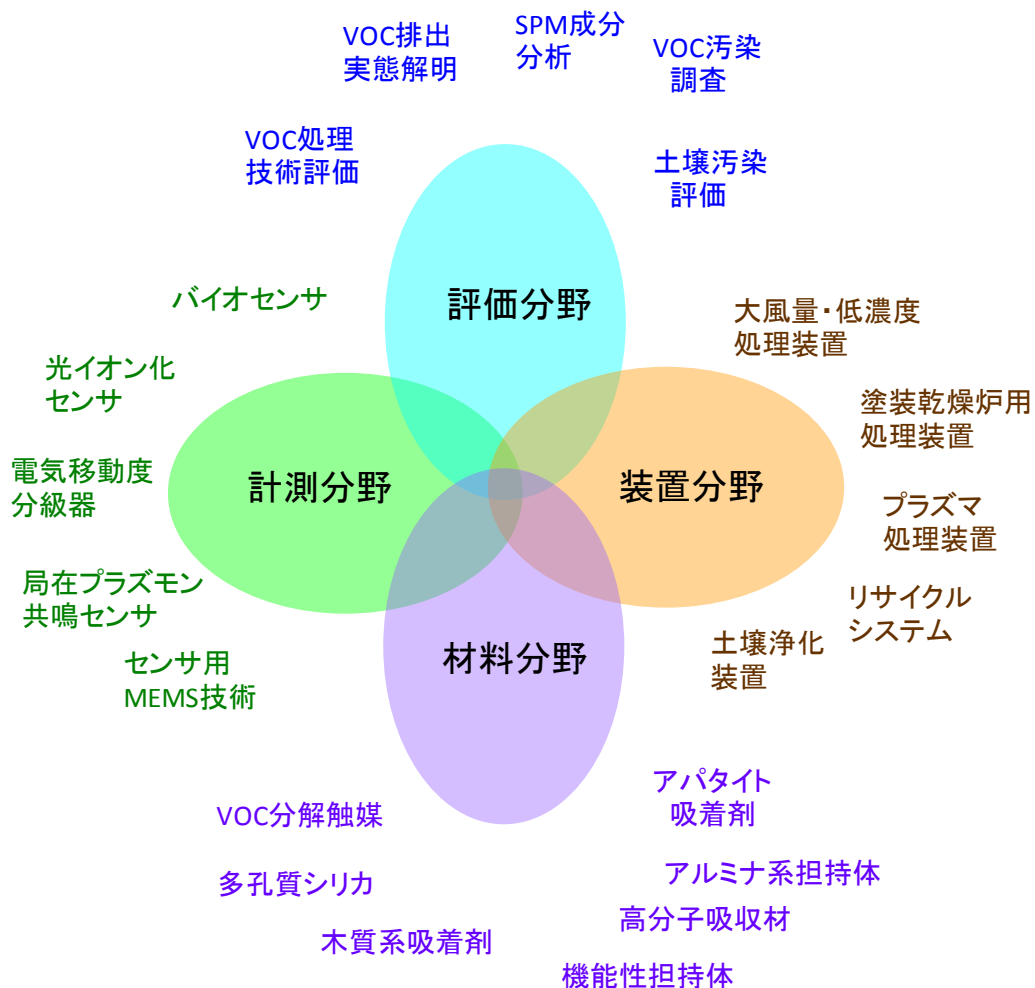 VOC排出
実態解明
SPM成分
分析
VOC汚染
調査
VOC処理
技術評価
土壌汚染
評価
評価分野
バイオセンサ
光イオン化
センサ
電気移動度
分級器
局在プラズモン
共鳴センサ
センサ用
MEMS技術
計測分野
装置分野
大風量・低濃度
処理装置
塗装乾燥炉用
処理装置
プラズマ
処理装置
リサイクル
システム
土壌浄化
装置
材料分野
VOC分解触媒
多孔質シリカ
木質系吸着剤
アパタイト
吸着剤
アルミナ系担持体
高分子吸収材
機能性担持体